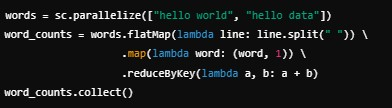 words = sc.parallelize(["hello world", "hello data"])
word_counts = words.flatMap(lambda line: line.split(" ")) \
                   .map(lambda word: (word, 1)) \
                   .reduceByKey(lambda a, b: a + b)
word_counts.collect()